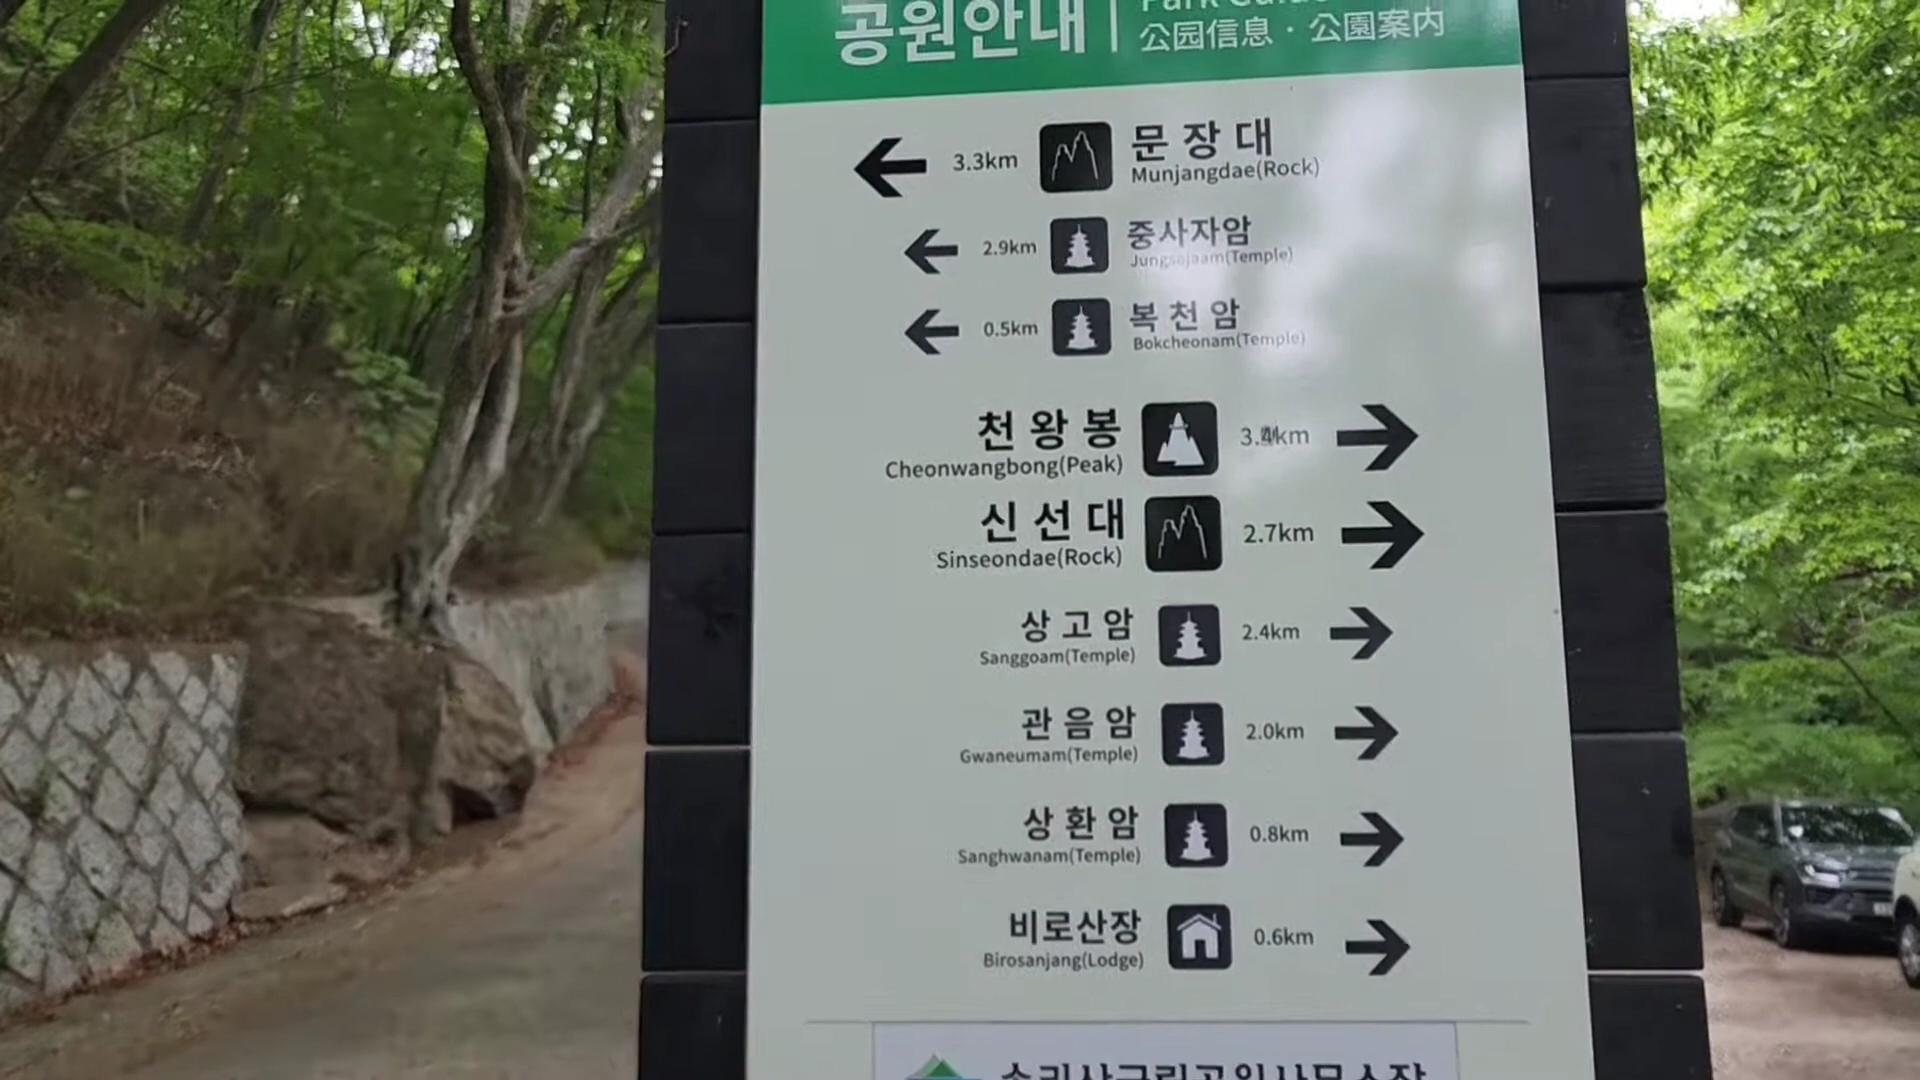 공원안내
公园信息 · 公園案内
3.3km 문장대
Munjangdae(Rock)
2.9km 중사자암
Jungsajaam(Temple)
0.5km 복천암
Bokcheonam(Temple)
천왕봉
Cheonwangbong(Peak)
신선대 2.7km
Sinseondae(Rock)
상고암 2.4km
Sanggoam(Temple)
관음암 2.0km
Gwaneumam(Temple)
상환암 0.8km
Sanghwanam(Temple)
비로산장 0.6km
Birosanjang(Lodge)